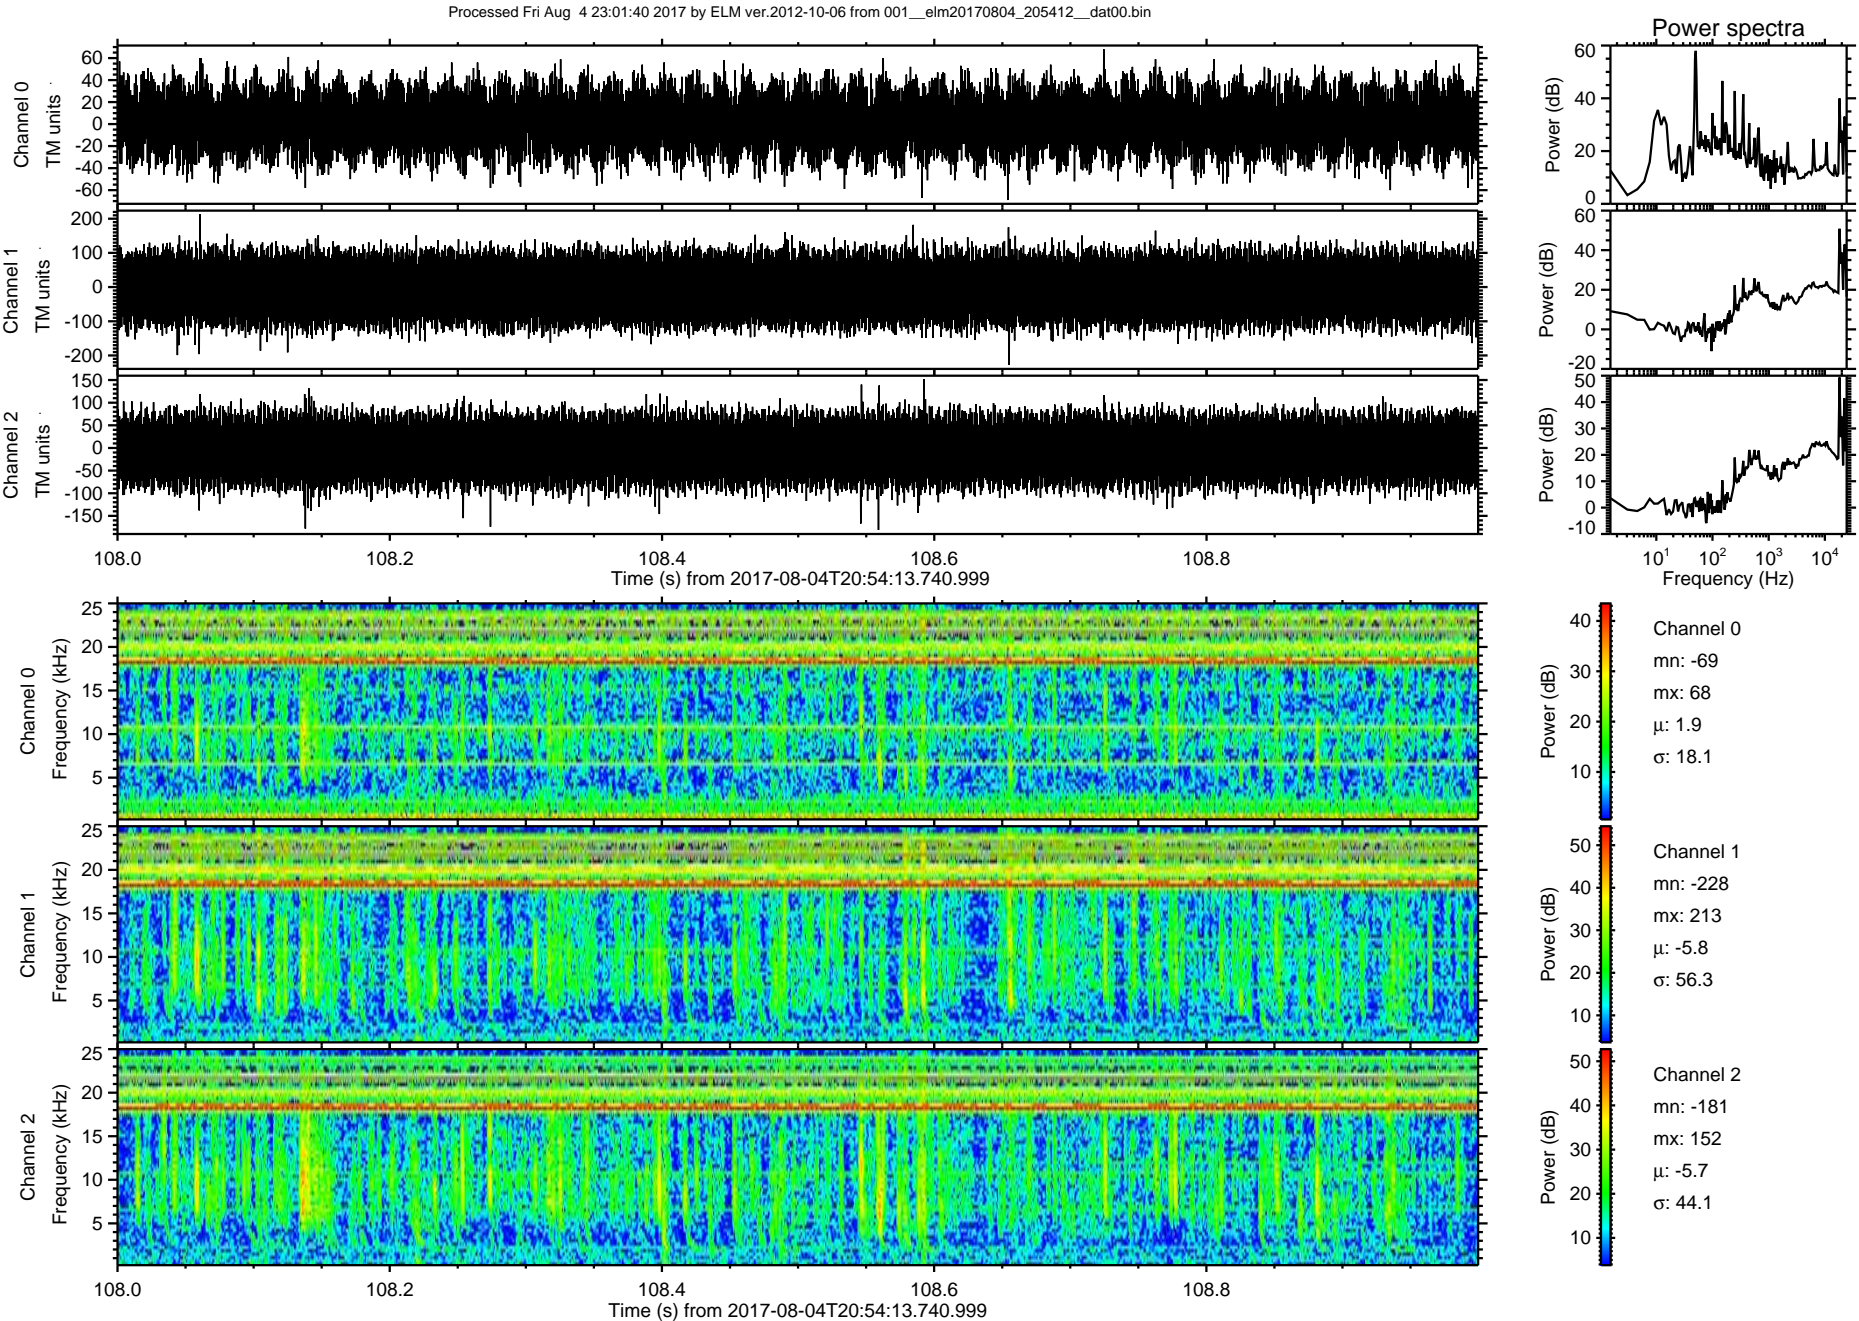 Processed Fri Aug 4 23:01:40 2017 by ELM ver.2012-10-06 from 001__elm20170804_205412__dat00.bin
Power spectra
Channel 0
TM units
60
40
20
0
-20
-40
-60
Power (dB)
60
40
20
0
Channel 1
TM units
200
100
0
-100
-200
Power (dB)
60
40
20
0
-20
Channel 2
TM units
150
100
50
0
-50
-100
-150
Power (dB)
50
40
30
20
10
0
-10
108.0 108.2 108.4 108.6 108.8
Time (s) from 2017-08-04T20:54:13.740.999
10^1 10^2 10^3 10^4
Frequency (Hz)
Channel 0
Frequency (kHz)
25
20
15
10
5
Power (dB)
40
30
20
10
Channel 0
mn: -69
mx: 68
μ: 1.9
σ: 18.1
Channel 1
Frequency (kHz)
25
20
15
10
5
Power (dB)
50
40
30
20
10
Channel 1
mn: -228
mx: 213
μ: -5.8
σ: 56.3
Channel 2
Frequency (kHz)
25
20
15
10
5
Power (dB)
50
40
30
20
10
Channel 2
mn: -181
mx: 152
μ: -5.7
σ: 44.1
108.0 108.2 108.4 108.6 108.8
Time (s) from 2017-08-04T20:54:13.740.999